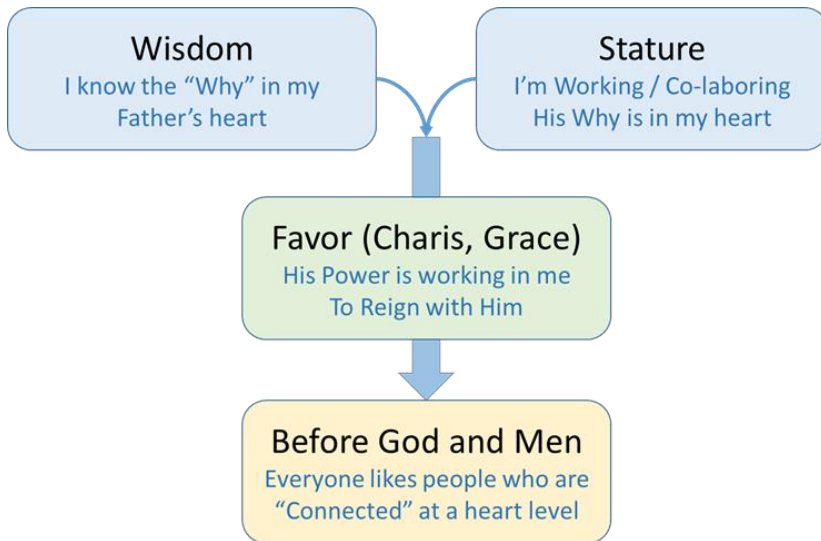 Wisdom
I know the “Why” in my
Father’s heart
Stature
I’m Working / Co-laboring
His Why is in my heart
Favor (Charis, Grace)
His Power is working in me
To Reign with Him
Before God and Men
Everyone likes people who are
“Connected” at a heart level